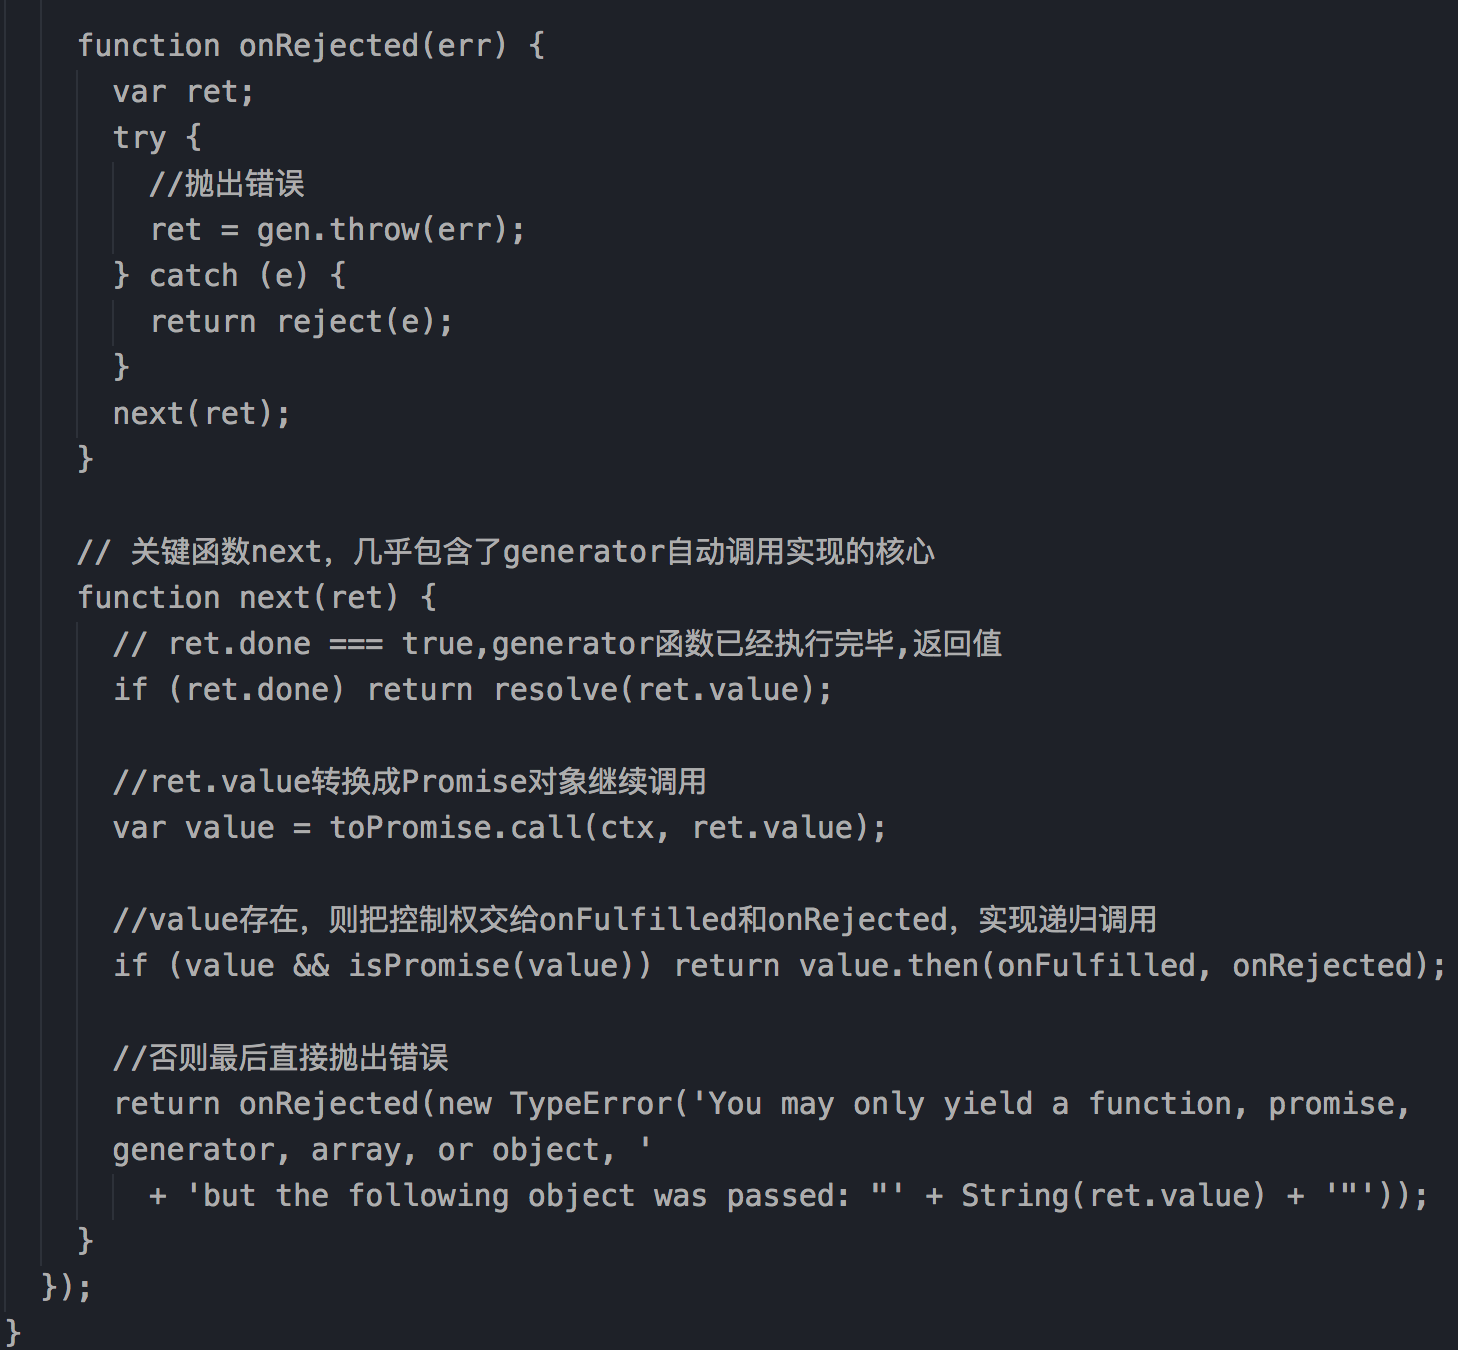 function onRejected(err) {
var ret;
try {
//抛出错误
ret = gen.throw(err);
} catch (e) {
return reject(e);
}
next(ret);
}
// 关键函数next，几乎包含了generator自动调用实现的核心
function next(ret) {
// ret.done === true,generator函数已经执行完毕,返回值
if (ret.done) return resolve(ret.value);
//ret.value转换成Promise对象继续调用
var value = toPromise.call(ctx, ret.value);
//value存在，则把控制权交给onFulfilled和onRejected，实现递归调用
if (value && isPromise(value)) return value.then(onFulfilled, onRejected);
//否则最后直接抛出错误
return onRejected(new TypeError('You may only yield a function, promise,
generator, array, or object, '
+ 'but the following object was passed: "' + String(ret.value) + '"'));
}
});
}